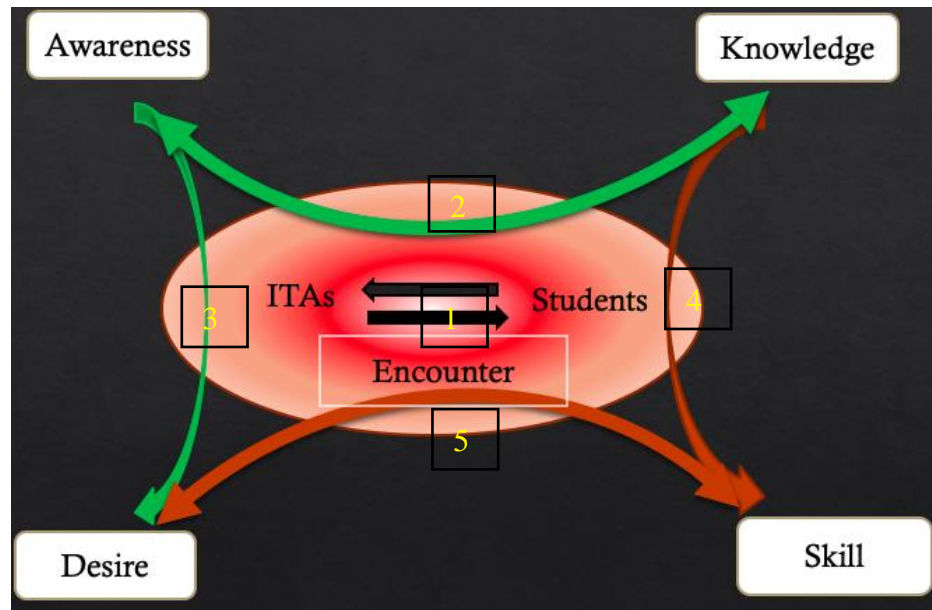 Awareness
Knowledge
2
ITAs
Students
3
1
4
Encounter
5
Desire
Skill